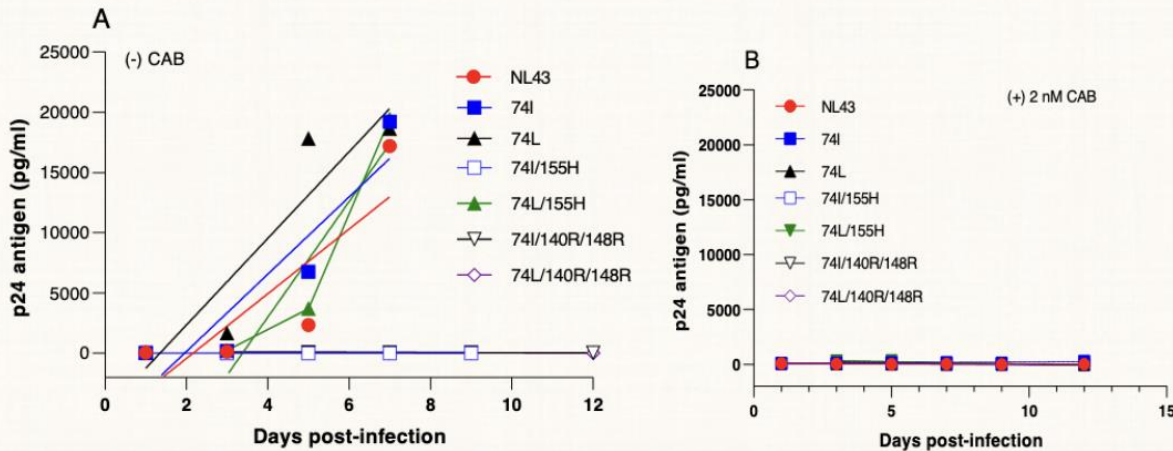 A
(-) CAB
25000
20000
15000
10000
5000
0
p24 antigen (pg/ml)
0 2 4 6 8 10 12
Days post-infection
NL43
74I
74L
74I/155H
74L/155H
74I/140R/148R
74L/140R/148R
B
(+) 2 nM CAB
25000
20000
15000
10000
5000
0
p24 antigen (pg/ml)
0 5 10 15
Days post-infection
NL43
74I
74L
74I/155H
74L/155H
74I/140R/148R
74L/140R/148R